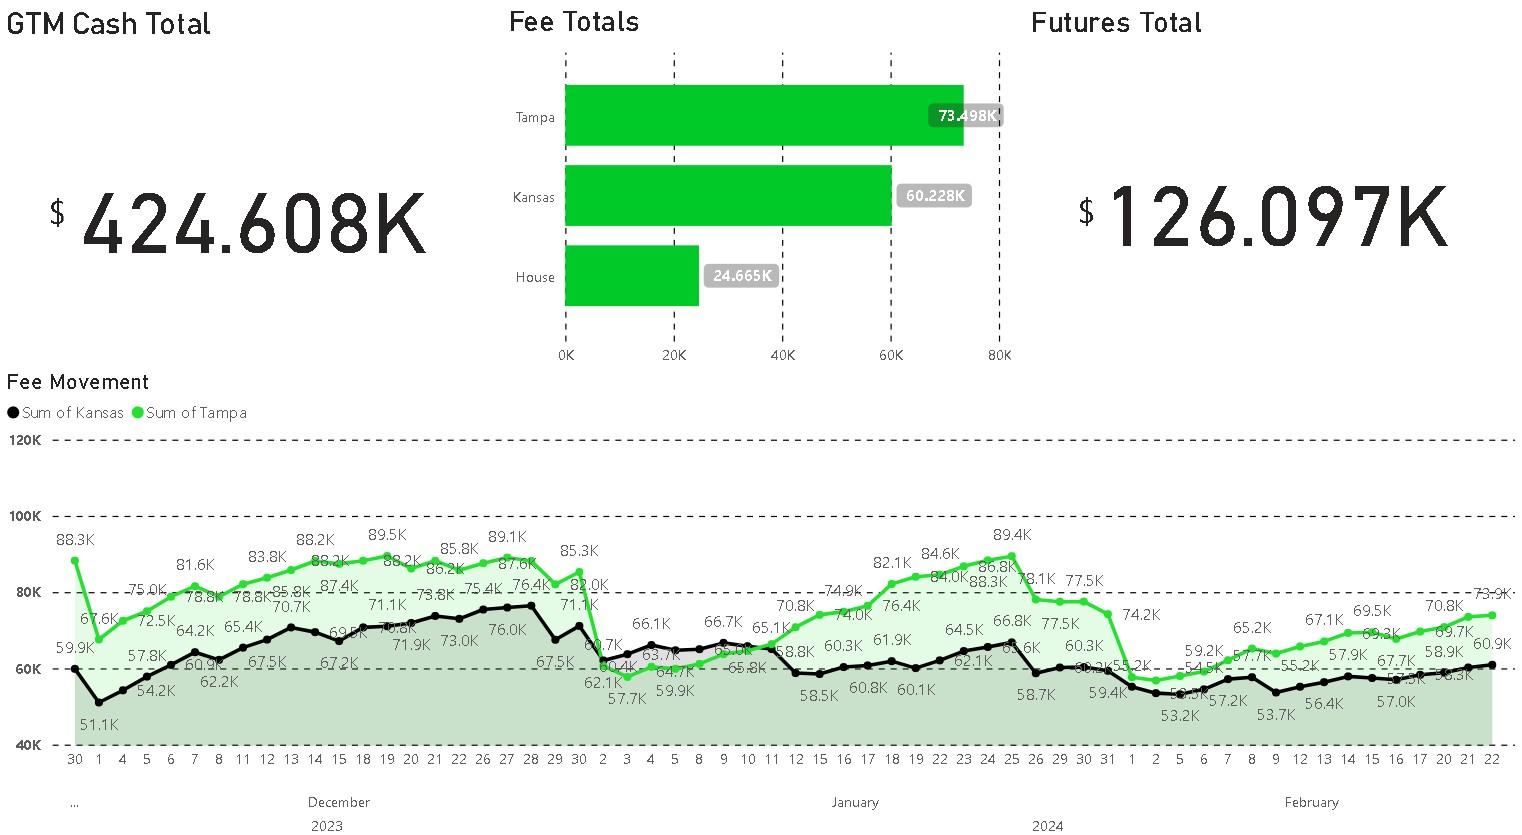 GTM Cash Total
$ 424.608K
Fee Totals
Tampa 73.498K
Kansas 60.228K
House 24.665K
0K 20K 40K 60K 80K
Futures Total
$ 126.097K
Fee Movement
Sum of Kansas Sum of Tampa
120K
100K
80K
60K
40K
88.3K 67.6K 72.5K 75.0K 78.8K 81.6K 78.8K 83.8K 85.8K 88.2K 88.2K 87.4K 89.5K 88.2K 86.2K 85.8K 89.1K 87.6K 82.0K 85.3K 60.4K 57.7K 59.9K 65.1K 70.8K 74.9K 74.0K 76.4K 82.1K 84.6K 84.0K 86.8K 88.3K 89.4K 78.1K 77.5K 77.5K 74.2K 59.2K 57.7K 65.2K 67.1K 69.5K 69.3K 67.7K 69.7K 70.8K 73.9K
59.9K 51.1K 54.2K 57.8K 60.9K 64.2K 62.2K 65.4K 67.5K 70.7K 67.2K 71.1K 71.9K 73.8K 73.0K 75.4K 76.0K 76.4K 67.5K 71.1K 62.1K 63.7K 66.1K 64.7K 66.7K 65.8K 58.8K 58.5K 60.3K 60.8K 61.9K 60.1K 62.1K 64.5K 66.8K 58.7K 60.3K 60.2K 59.4K 55.2K 53.5K 53.2K 54.5K 57.2K 53.7K 55.2K 56.4K 57.9K 57.0K 58.9K 58.3K 60.9K
30 1 4 5 6 7 8 11 12 13 14 15 18 19 20 21 22 26 27 28 29 30 2 3 4 5 8 9 10 11 12 15 16 17 18 19 22 23 24 25 26 29 30 31 1 2 5 6 7 8 9 12 13 14 15 16 17 20 21 22
... December January February
2023 2024